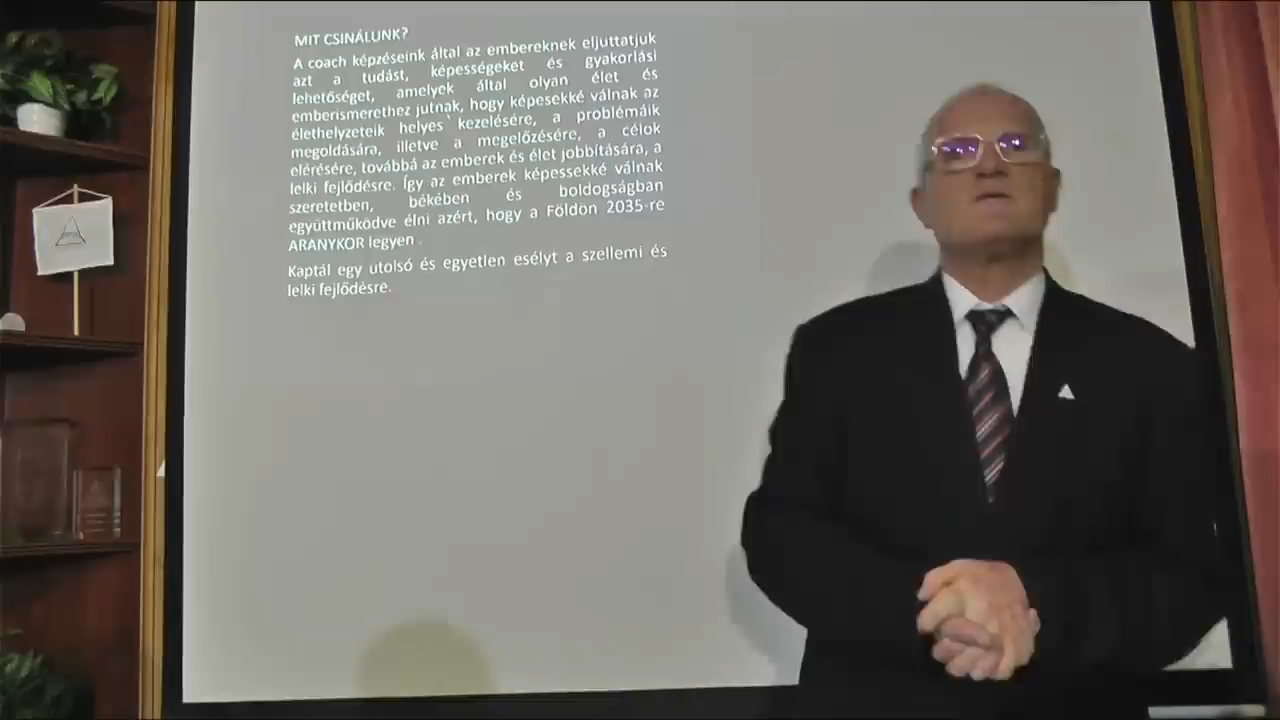 MIT CSINÁLUNK?
A coach képzéseink által az embereknek eljuttatjuk
azt a tudást, képességeket és gyakorlási
lehetőséget, amelyek által olyan élet és
emberismerethez jutnak, hogy képesekké válnak az
élethelyzeteik helyes kezelésére, a problémáik
megoldására, illetve a megelőzésére, a célok
elérésére, továbbá az emberek és élet jobbítására, a
lelki fejlődésre. Így az emberek képessekké válnak
szeretetben, békében és boldogságban
együttműködve élni azért, hogy a Földön 2035-re
ARANYKOR legyen .
Kaptál egy utolsó és egyetlen esélyt a szellemi és
lelki fejlődésre.